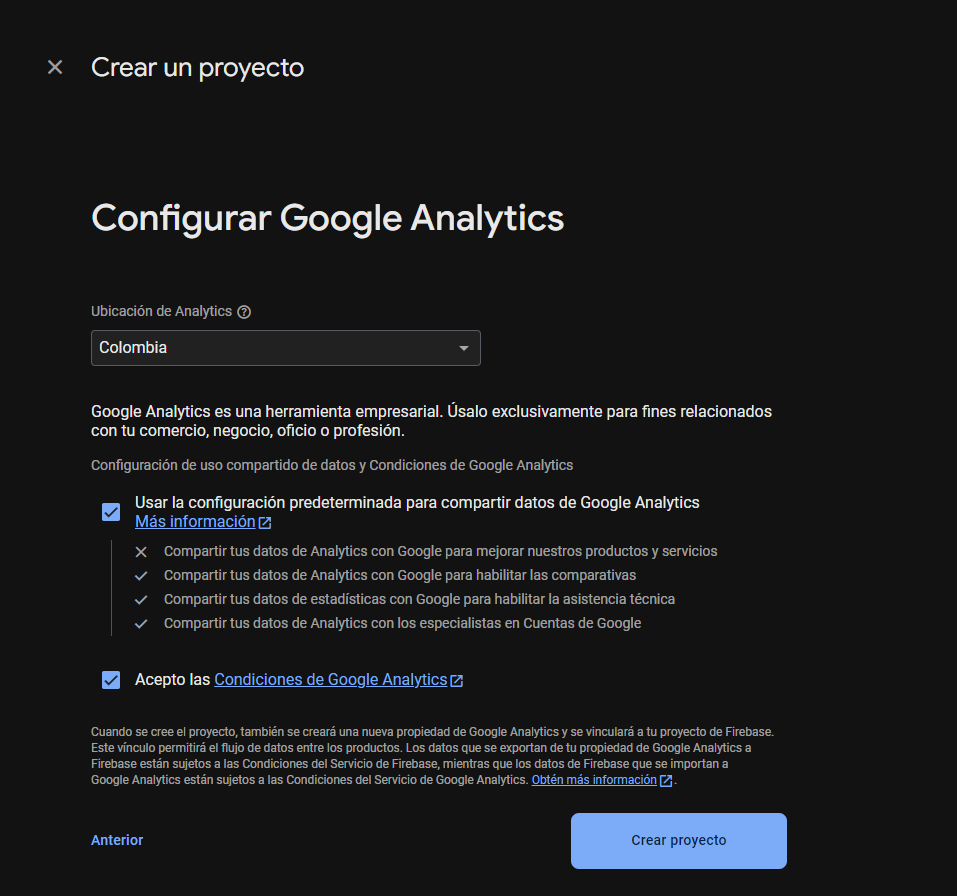 Crear un proyecto
Configurar Google Analytics
Ubicación de Analytics
Colombia
Google Analytics es una herramienta empresarial. Úsalo exclusivamente para fines relacionados
con tu comercio, negocio, oficio o profesión.
Configuración de uso compartido de datos y Condiciones de Google Analytics
Usar la configuración predeterminada para compartir datos de Google Analytics
Más información
Compartir tus datos de Analytics con Google para mejorar nuestros productos y servicios
Compartir tus datos de Analytics con Google para habilitar las comparativas
Compartir tus datos de estadísticas con Google para habilitar la asistencia técnica
Compartir tus datos de Analytics con los especialistas en Cuentas de Google
Acepto las Condiciones de Google Analytics
Cuando se cree el proyecto, también se creará una nueva propiedad de Google Analytics y se vinculará a tu proyecto de Firebase.
Este vínculo permitirá el flujo de datos entre los productos. Los datos que se exportan de tu propiedad de Google Analytics a
Firebase están sujetos a las Condiciones del Servicio de Firebase, mientras que los datos de Firebase que se importan a
Google Analytics están sujetos a las Condiciones del Servicio de Google Analytics. Obtén más información.
Anterior
Crear proyecto